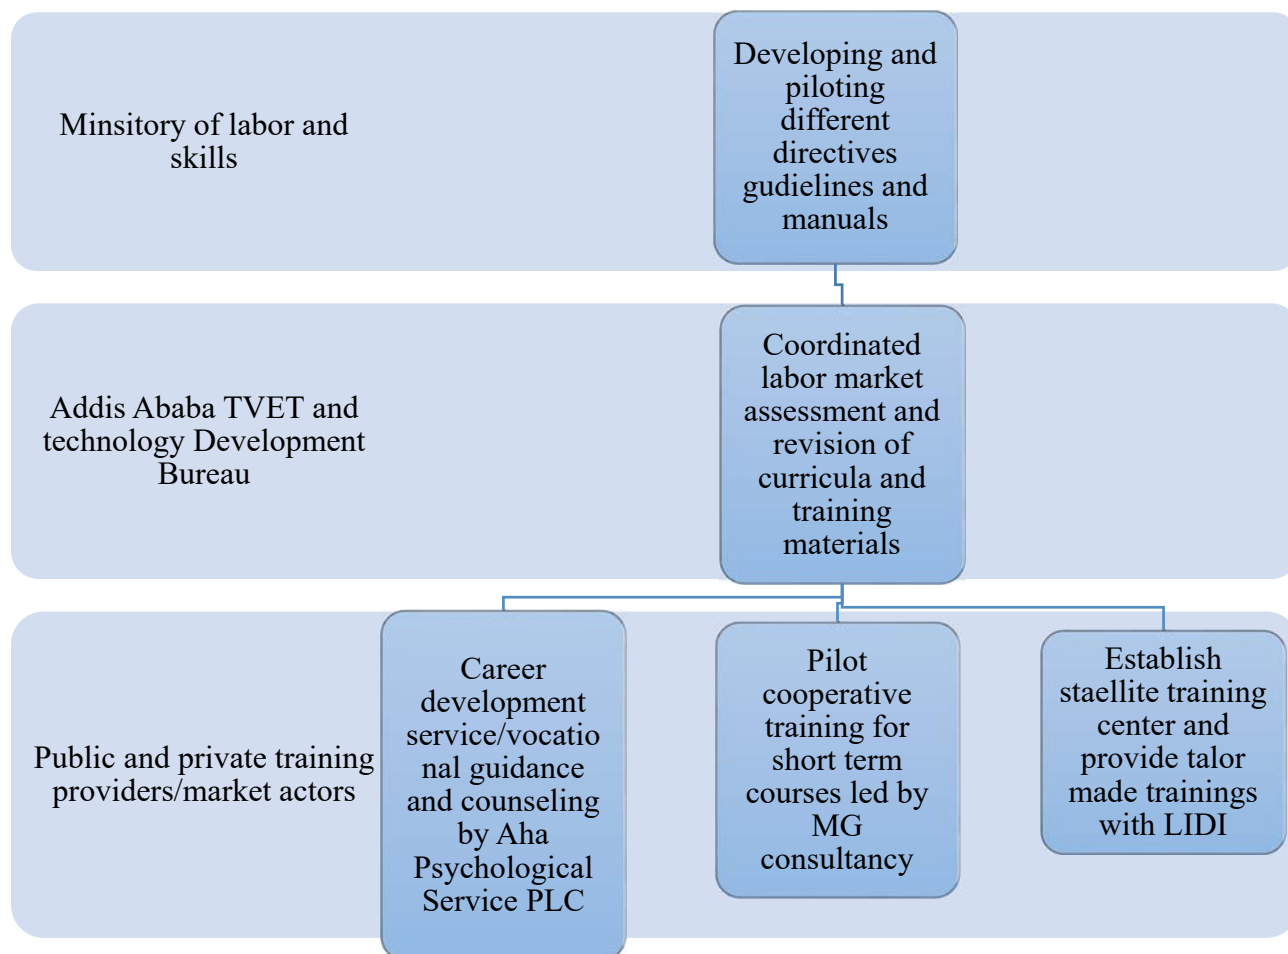 Minsitory of labor and
skills
Developing and
piloting
different
directives
gudielines and
manuals
Addis Ababa TVET and
technology Development
Bureau
Coordinated
labor market
assessment and
revision of
curricula and
training
materials
Public and private training
providers/market actors
Career
development
service/vocatio
nal guidance
and counseling
by Aha
Psychological
Service PLC
Pilot
cooperative
training for
short term
courses led by
MG
consultancy
Establish
staellite training
center and
provide talor
made trainings
with LIDI